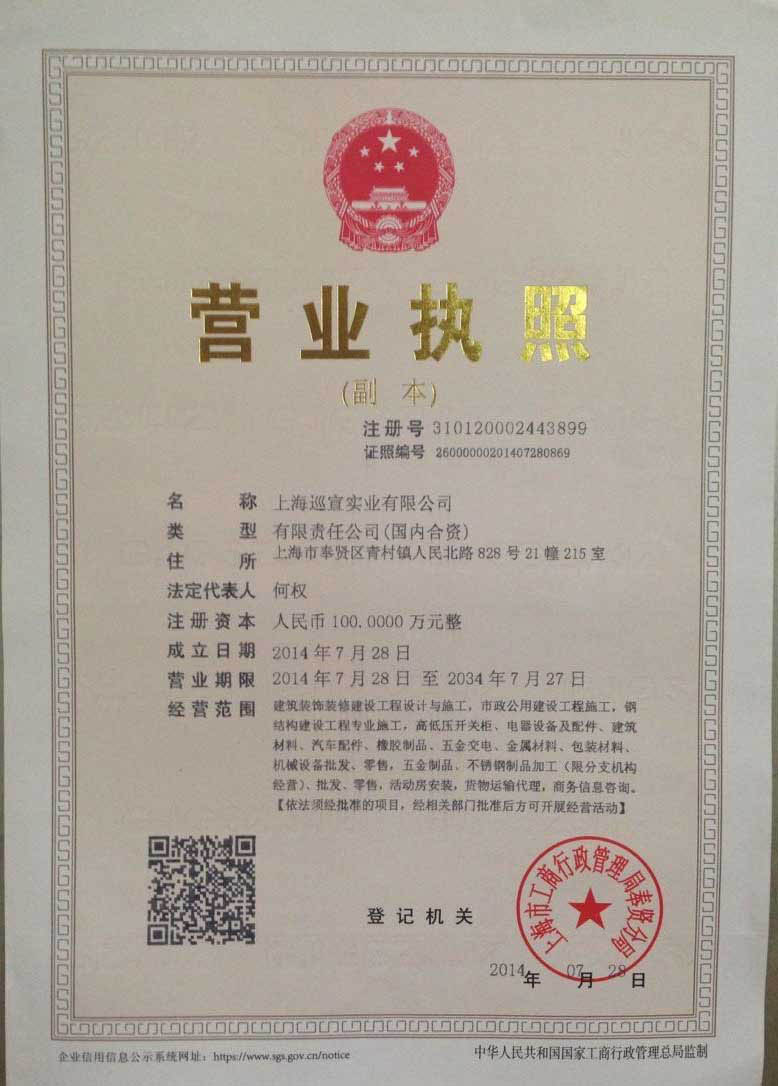 营业执照
(副本)
注册号 310120002443899
证照编号 26000000201407280869
名称 上海巡宣实业有限公司
类型 有限责任公司(国内合资)
住所 上海市奉贤区青村镇人民北路828号21幢215室
法定代表人 何权
注册资本 人民币100.0000万元整
成立日期 2014年7月28日
营业期限 2014年7月28日 至 2034年7月27日
经营范围 建筑装饰装修建设工程设计与施工，市政公用建设工程施工，钢
结构建设工程专业施工，高低压开关柜、电器设备及配件、建筑
材料、汽车配件、橡胶制品、五金交电、金属材料、包装材料、
机械设备批发、零售，五金制品、不锈钢制品加工（限分支机构
经营）、批发、零售，活动房安装，货物运输代理，商务信息咨询。
【依法须经批准的项目，经相关部门批准后方可开展经营活动】
登记机关
上海市工商行政管理局奉贤分局
2014年07月28日
企业信用信息公示系统网址：https://www.sgs.gov.cn/notice
中华人民共和国国家工商行政管理总局监制